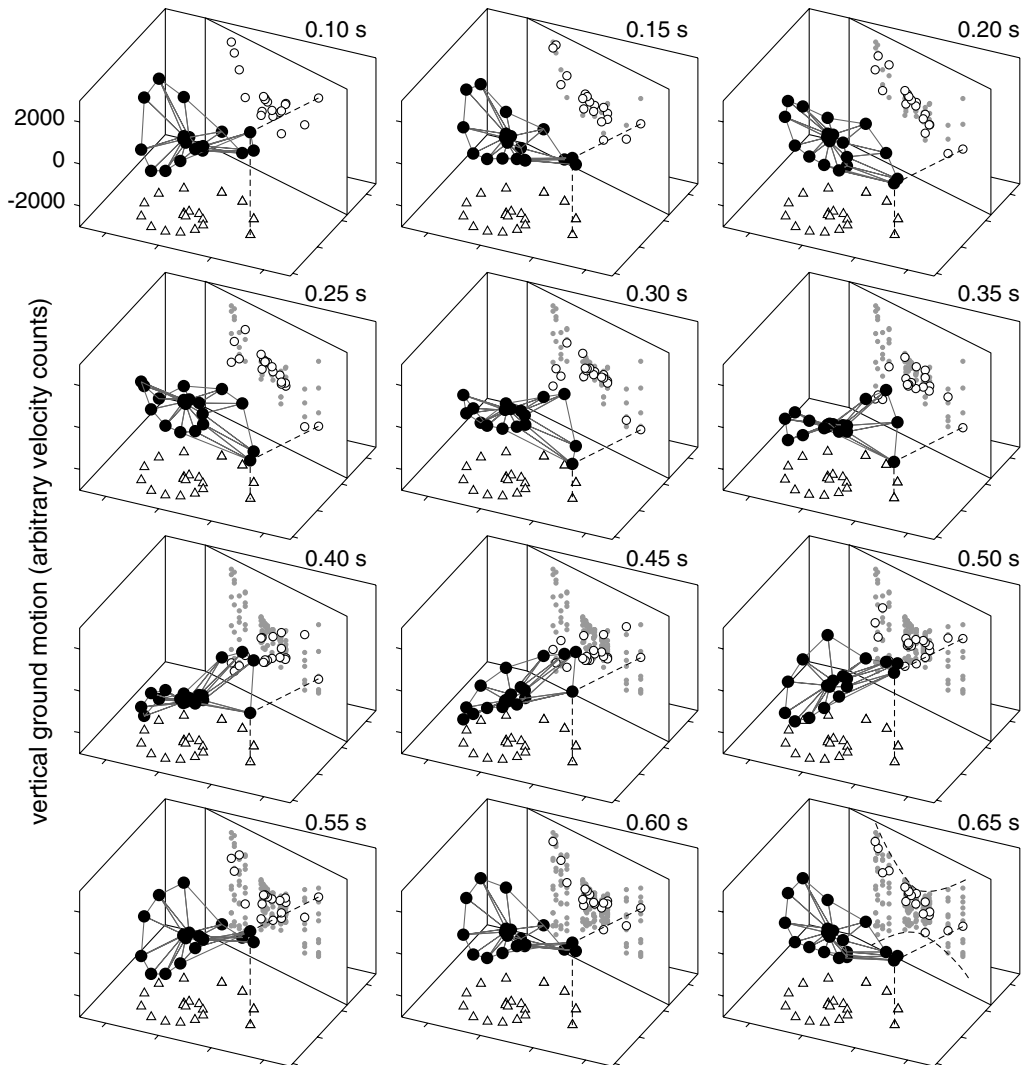 0.10 s
0.15 s
0.20 s
2000
0
-2000
0.25 s
0.30 s
0.35 s
vertical ground motion (arbitrary velocity counts)
0.40 s
0.45 s
0.50 s
0.55 s
0.60 s
0.65 s